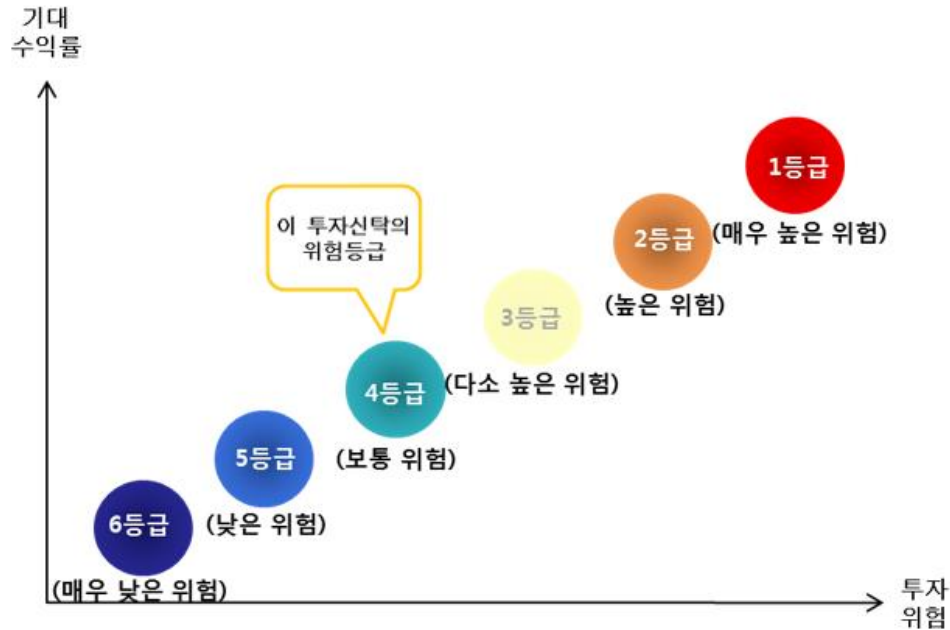 기대
수익률
1등급
(매우 높은 위험)
이 투자신탁의
위험등급
2등급
(높은 위험)
3등급
(다소 높은 위험)
4등급
(보통 위험)
5등급
(낮은 위험)
6등급
(매우 낮은 위험)
투자
위험